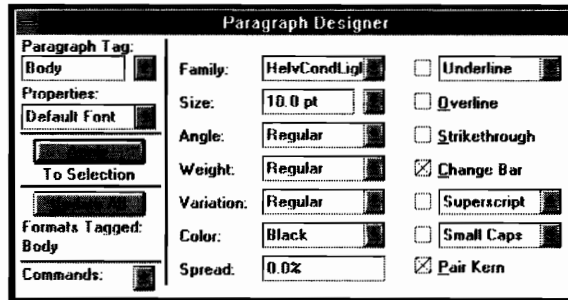 Paragraph Designer
Paragraph Tag:
Body
Properties:
Default Font
To Selection
Formats Tagged:
Body
Commands:
Family: HelvCondLigl
Size: 10.0 pt
Angle: Regular
Weight: Regular
Variation: Regular
Color: Black
Spread: 0.0%
Underline
Overline
Strikethrough
Change Bar
Superscript
Small Caps
Pair Kern